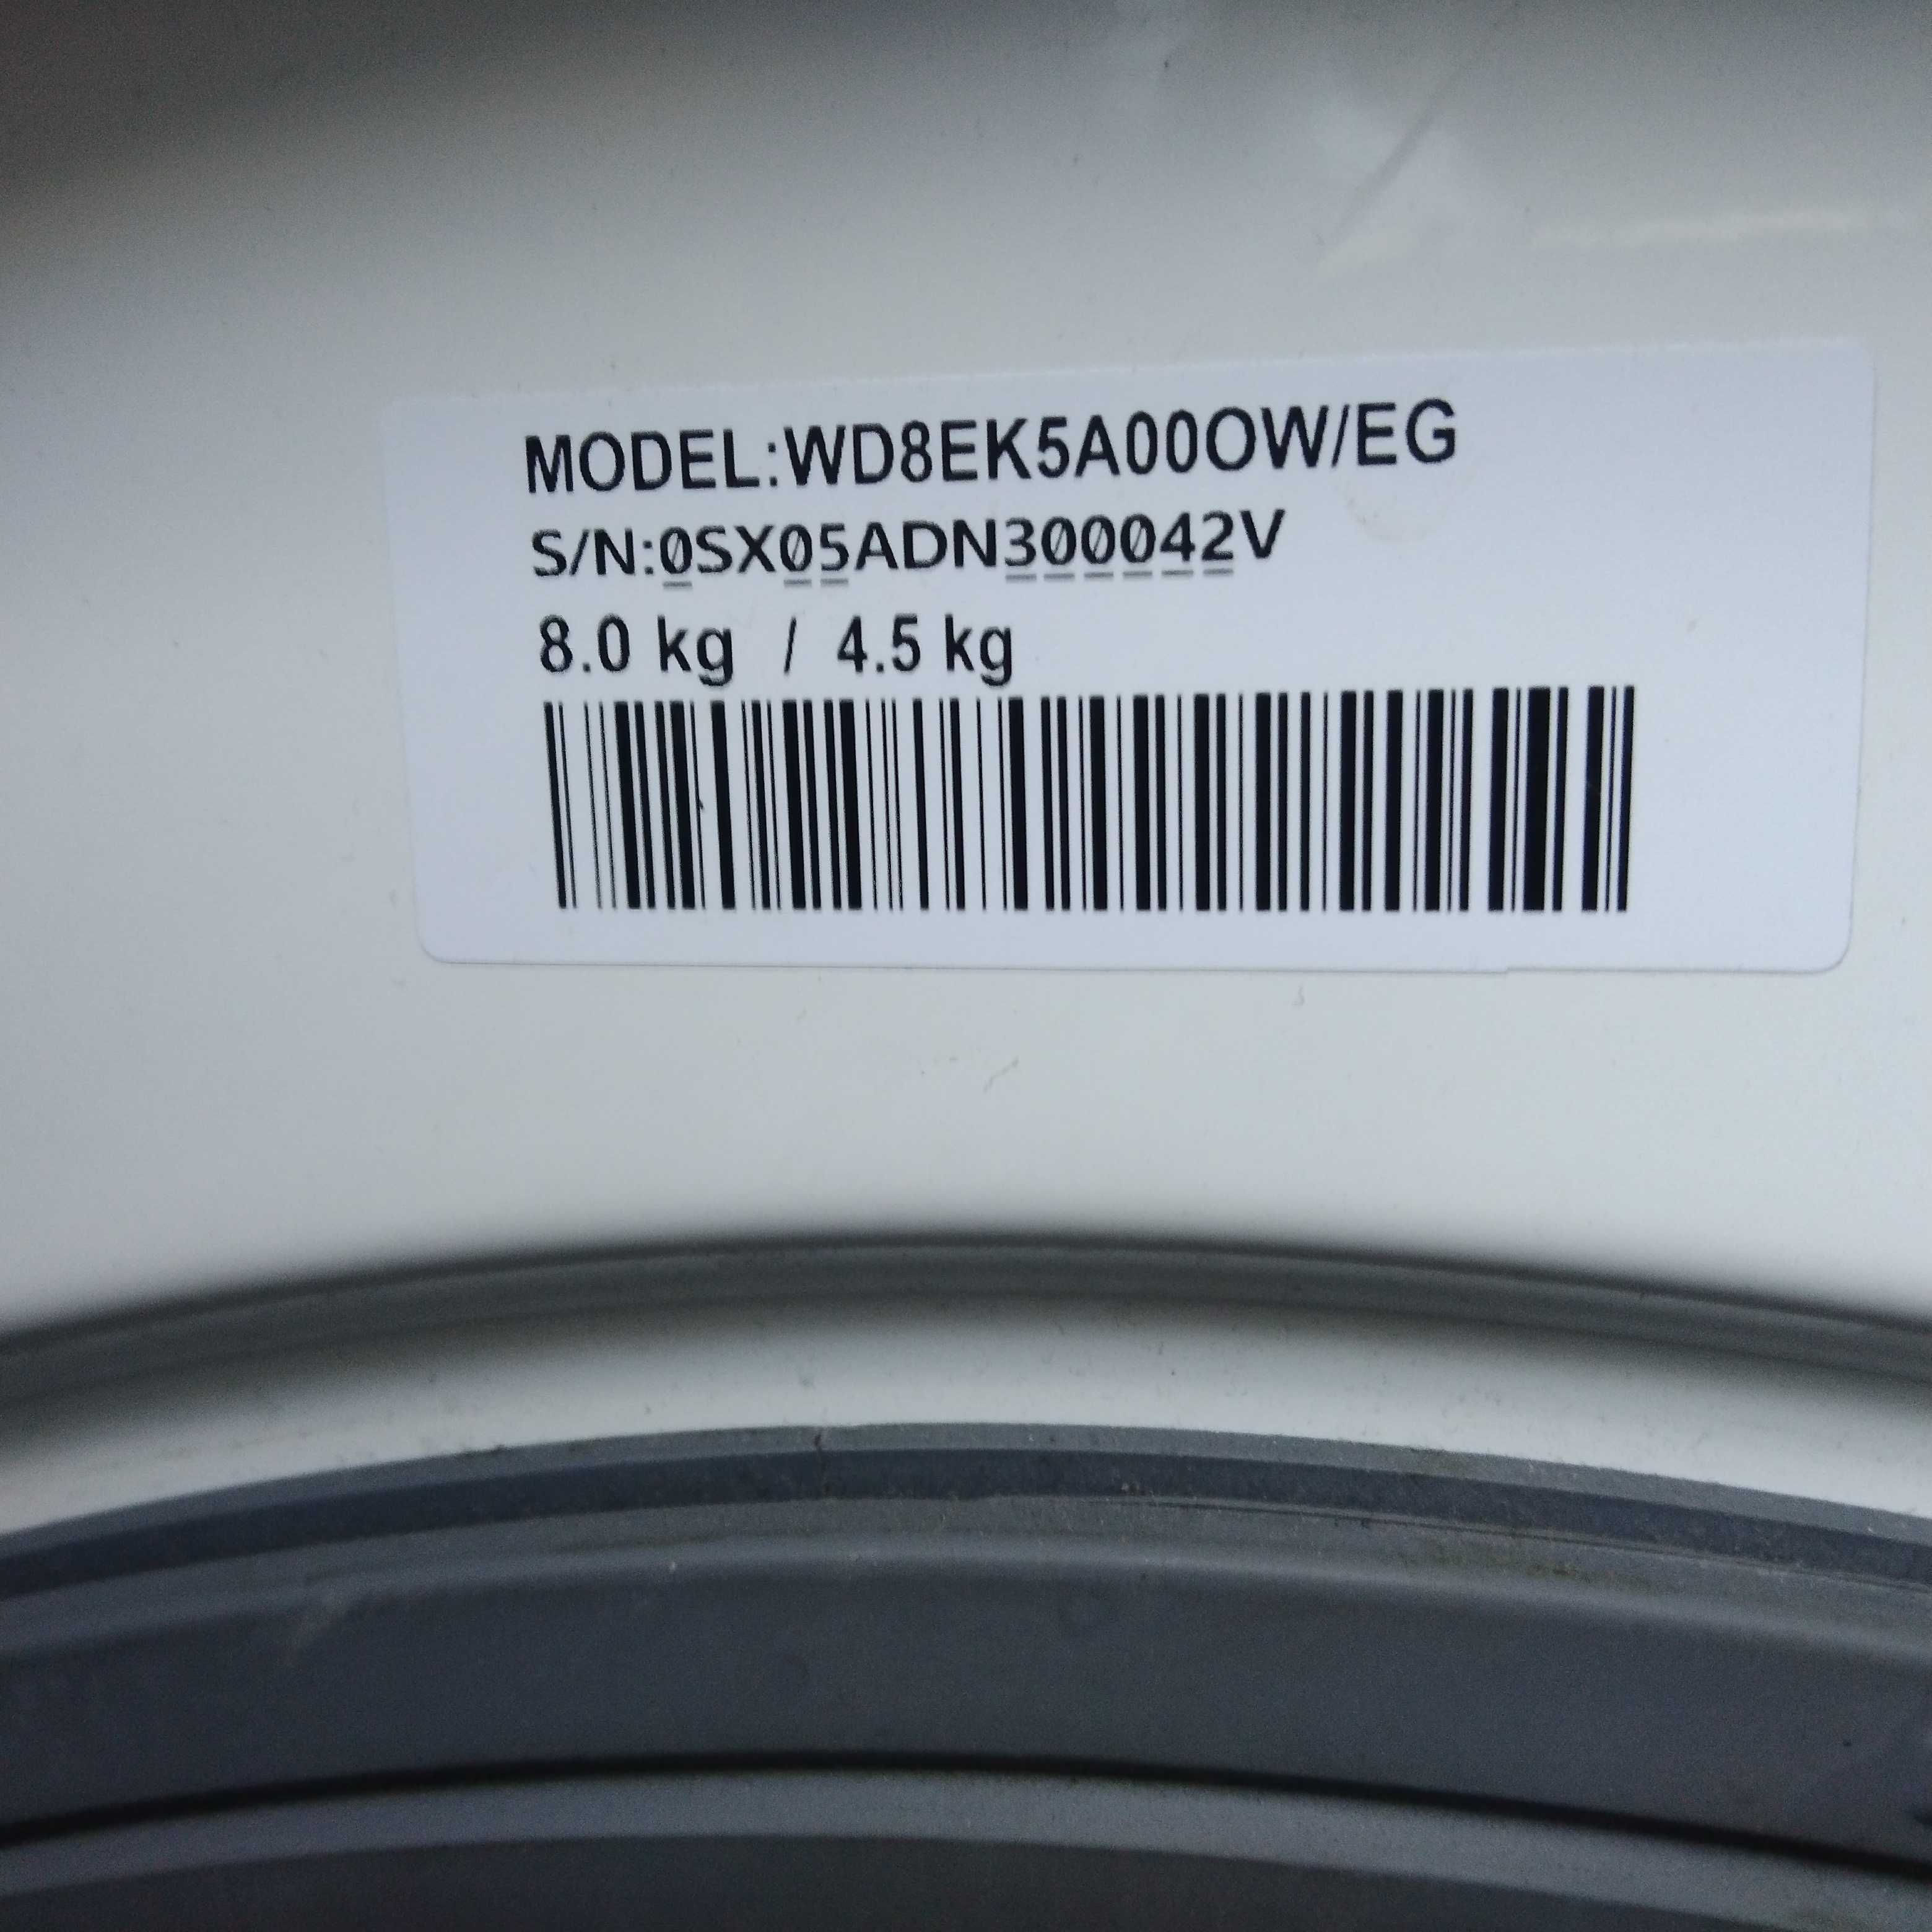 MODEL:WD8EK5A00OW/EG
S/N:0SX05ADN300042V
8.0 kg / 4.5 kg